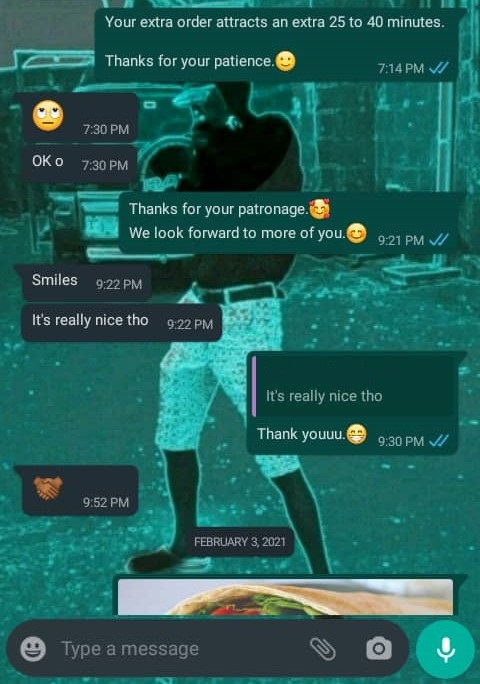 Your extra order attracts an extra 25 to 40 minutes.
Thanks for your patience.🙂
7:14 PM
🙄
7:30 PM
OK o 7:30 PM
Thanks for your patronage.🥰
We look forward to more of you.😊 9:21 PM
Smiles 9:22 PM
It's really nice tho 9:22 PM
It's really nice tho
Thank youuu.😁 9:30 PM
9:52 PM
FEBRUARY 3, 2021
Type a message